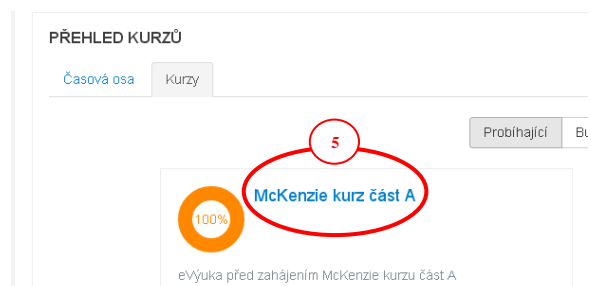 PŘEHLED KURZŮ
Časová osa Kurzy
Probíhající
5
McKenzie kurz část A
100%
eVýuka před zahájením McKenzie kurzu část A